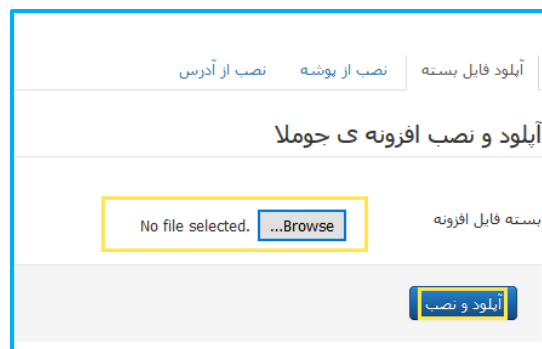 آپلود فایل بسته نصب از پوشه نصب از آدرس
آپلود و نصب افزونه ی جوملا
بسته فایل افزونه
Browse... No file selected.
آپلود و نصب